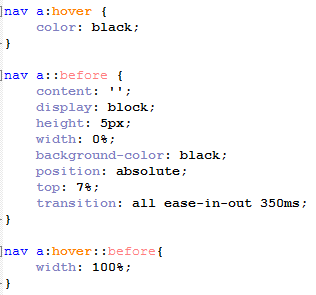 nav a:hover {
color: black;
}
nav a::before {
content: '';
display: block;
height: 5px;
width: 0%;
background-color: black;
position: absolute;
top: 7%;
transition: all ease-in-out 350ms;
}
nav a:hover::before{
width: 100%;
}